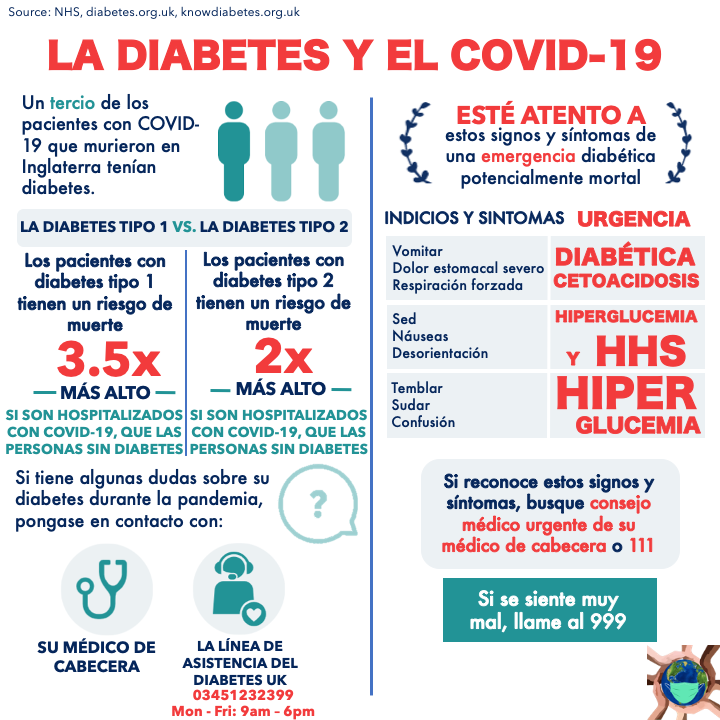 Source: NHS, diabetes.org.uk, knowdiabetes.org.uk
LA DIABETES Y EL COVID-19
Un tercio de los
pacientes con COVID-
19 que murieron en
Inglaterra tenían
diabetes.
LA DIABETES TIPO 1 VS. LA DIABETES TIPO 2
Los pacientes con
diabetes tipo 1
tienen un riesgo de
muerte
3.5x
MÁS ALTO
SI SON HOSPITALIZADOS
CON COVID-19, QUE LAS
PERSONAS SIN DIABETES
Los pacientes con
diabetes tipo 2
tienen un riesgo de
muerte
2x
MÁS ALTO
SI SON HOSPITALIZADOS
CON COVID-19, QUE LAS
PERSONAS SIN DIABETES
Si tiene algunas dudas sobre su
diabetes durante la pandemia,
pongase en contacto con:
?
SU MÉDICO DE
CABECERA
LA LÍNEA DE
ASISTENCIA DEL
DIABETES UK
03451232399
Mon - Fri: 9am – 6pm
ESTÉ ATENTO A
estos signos y síntomas de
una emergencia diabética
potencialmente mortal
INDICIOS Y SINTOMAS URGENCIA
Vomitar
Dolor estomacal severo
Respiración forzada
DIABÉTICA
CETOACIDOSIS
Sed
Náuseas
Desorientación
HIPERGLUCEMIA
Y HHS
Temblar
Sudar
Confusión
HIPER
GLUCEMIA
Si reconoce estos signos y
síntomas, busque consejo
médico urgente de su
médico de cabecera o 111
Si se siente muy
mal, llame al 999